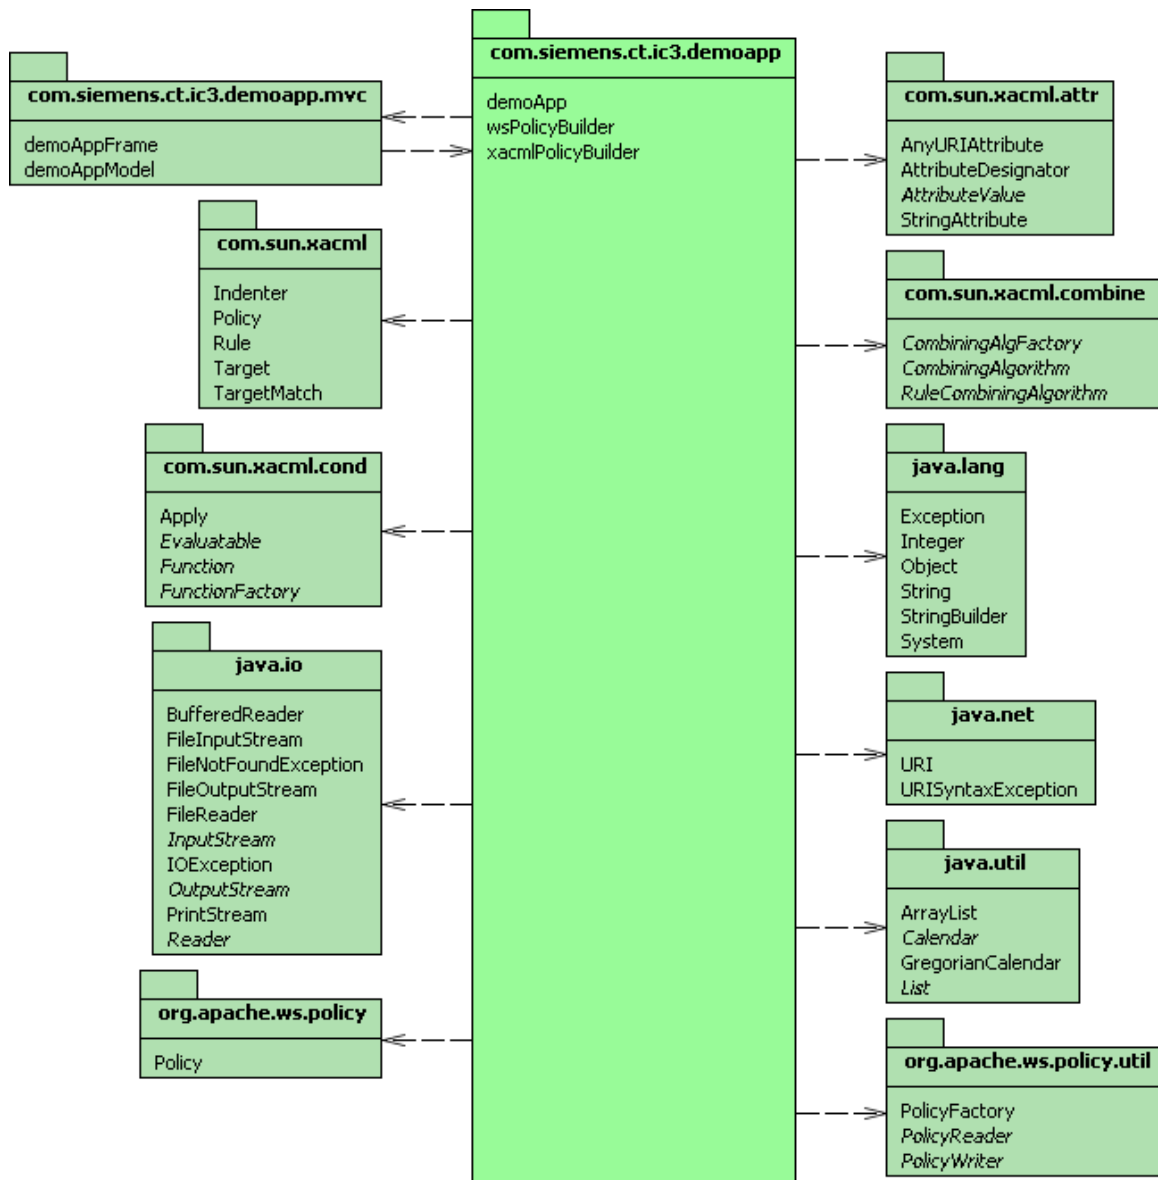 com.siemens.ct.ic3.demoapp
demoApp
wsPolicyBuilder
xacmlPolicyBuilder
com.siemens.ct.ic3.demoapp.mvc
demoAppFrame
demoAppModel
com.sun.xacml
Indenter
Policy
Rule
Target
TargetMatch
com.sun.xacml.cond
Apply
Evaluatable
Function
FunctionFactory
java.io
BufferedReader
FileInputStream
FileNotFoundException
FileOutputStream
FileReader
InputStream
IOException
OutputStream
PrintStream
Reader
org.apache.ws.policy
Policy
com.sun.xacml.attr
AnyURIAttribute
AttributeDesignator
AttributeValue
StringAttribute
com.sun.xacml.combine
CombiningAlgFactory
CombiningAlgorithm
RuleCombiningAlgorithm
java.lang
Exception
Integer
Object
String
StringBuilder
System
java.net
URI
URISyntaxException
java.util
ArrayList
Calendar
GregorianCalendar
List
org.apache.ws.policy.util
PolicyFactory
PolicyReader
PolicyWriter